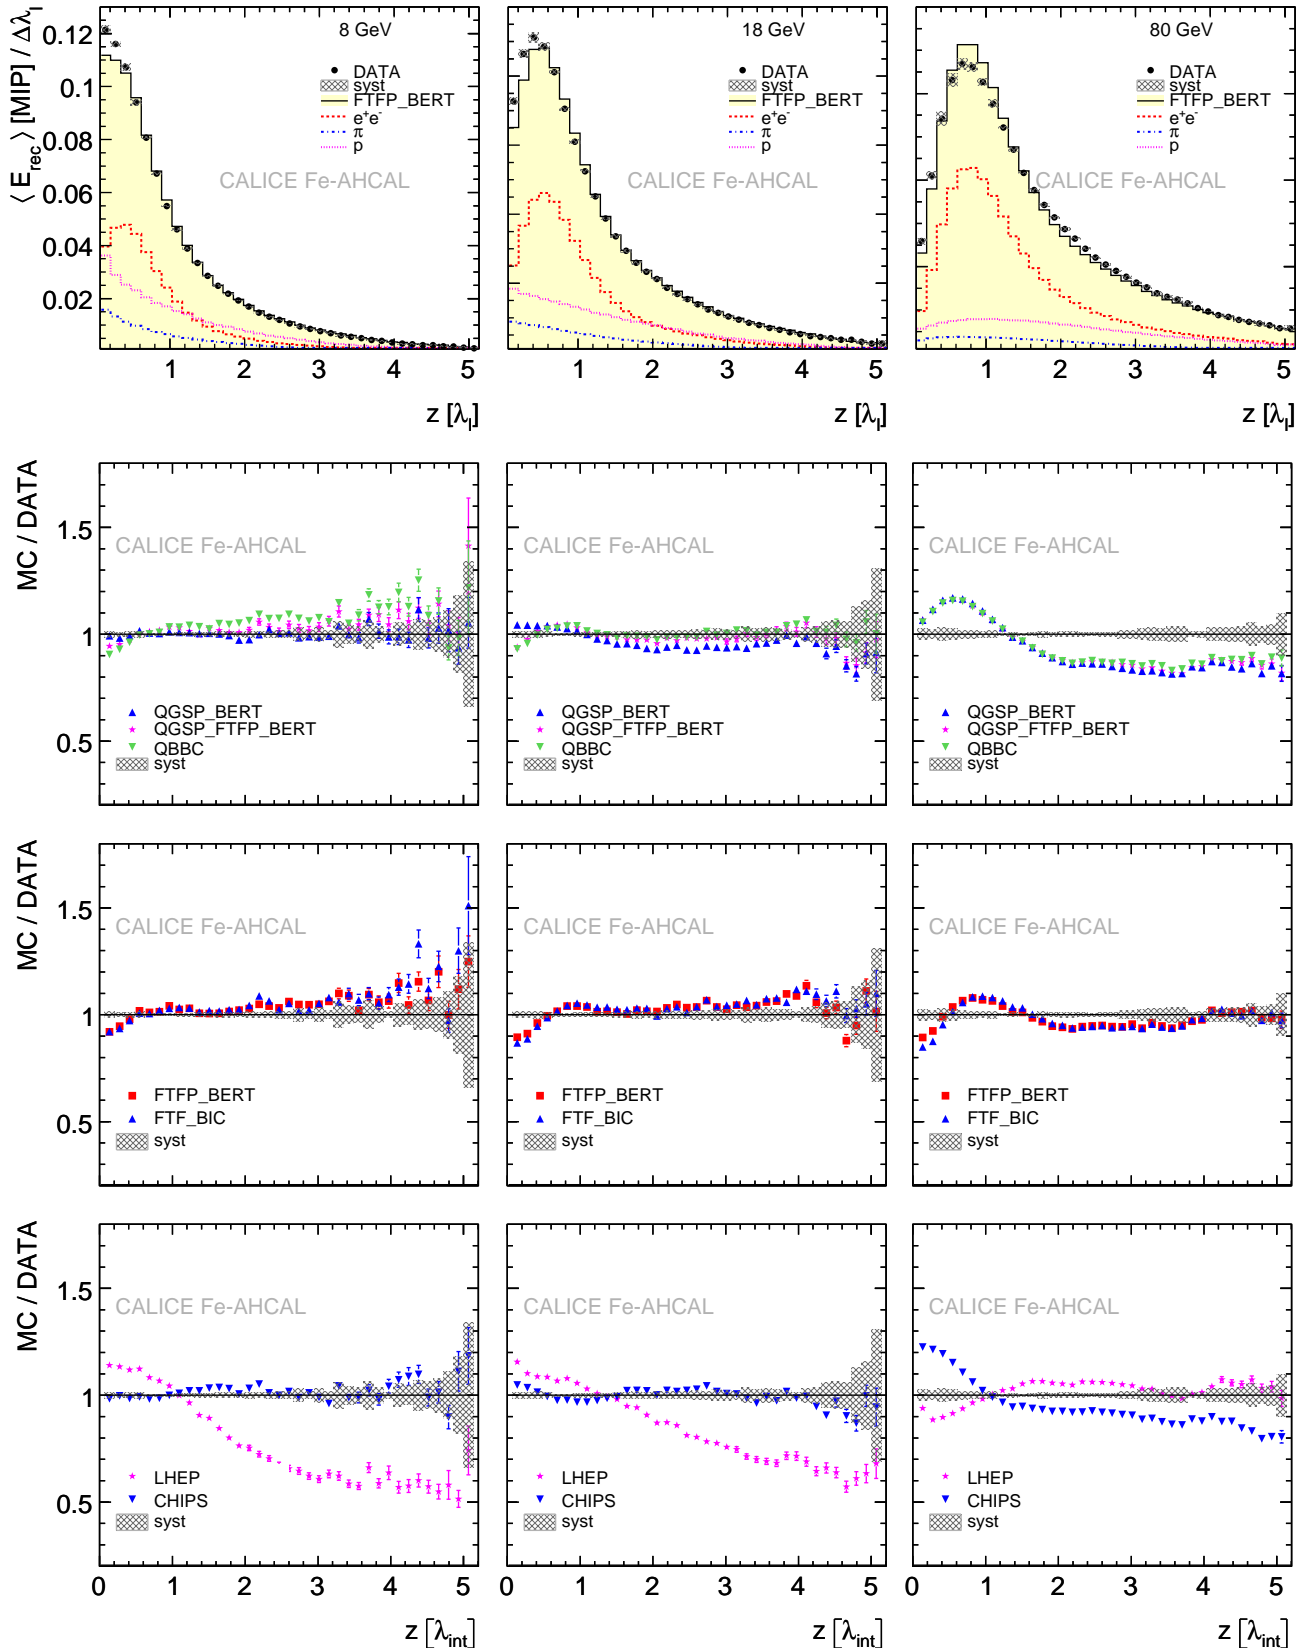 ⟨ E_rec ⟩ [MIP] / Δλ_I
0.12
0.1
0.08
0.06
0.04
0.02
8 GeV
DATA
syst
FTFP_BERT
e⁺e⁻
π
p
CALICE Fe-AHCAL
1 2 3 4 5
z [λ_I]
18 GeV
DATA
syst
FTFP_BERT
e⁺e⁻
π
p
CALICE Fe-AHCAL
1 2 3 4 5
z [λ_I]
80 GeV
DATA
syst
FTFP_BERT
e⁺e⁻
π
p
CALICE Fe-AHCAL
1 2 3 4 5
z [λ_I]
MC / DATA
1.5
1
0.5
CALICE Fe-AHCAL
QGSP_BERT
QGSP_FTFP_BERT
QBBC
syst
CALICE Fe-AHCAL
QGSP_BERT
QGSP_FTFP_BERT
QBBC
syst
CALICE Fe-AHCAL
QGSP_BERT
QGSP_FTFP_BERT
QBBC
syst
MC / DATA
1.5
1
0.5
CALICE Fe-AHCAL
FTFP_BERT
FTF_BIC
syst
CALICE Fe-AHCAL
FTFP_BERT
FTF_BIC
syst
CALICE Fe-AHCAL
FTFP_BERT
FTF_BIC
syst
MC / DATA
1.5
1
0.5
CALICE Fe-AHCAL
LHEP
CHIPS
syst
0 1 2 3 4 5
z [λ_int]
CALICE Fe-AHCAL
LHEP
CHIPS
syst
0 1 2 3 4 5
z [λ_int]
CALICE Fe-AHCAL
LHEP
CHIPS
syst
0 1 2 3 4 5
z [λ_int]